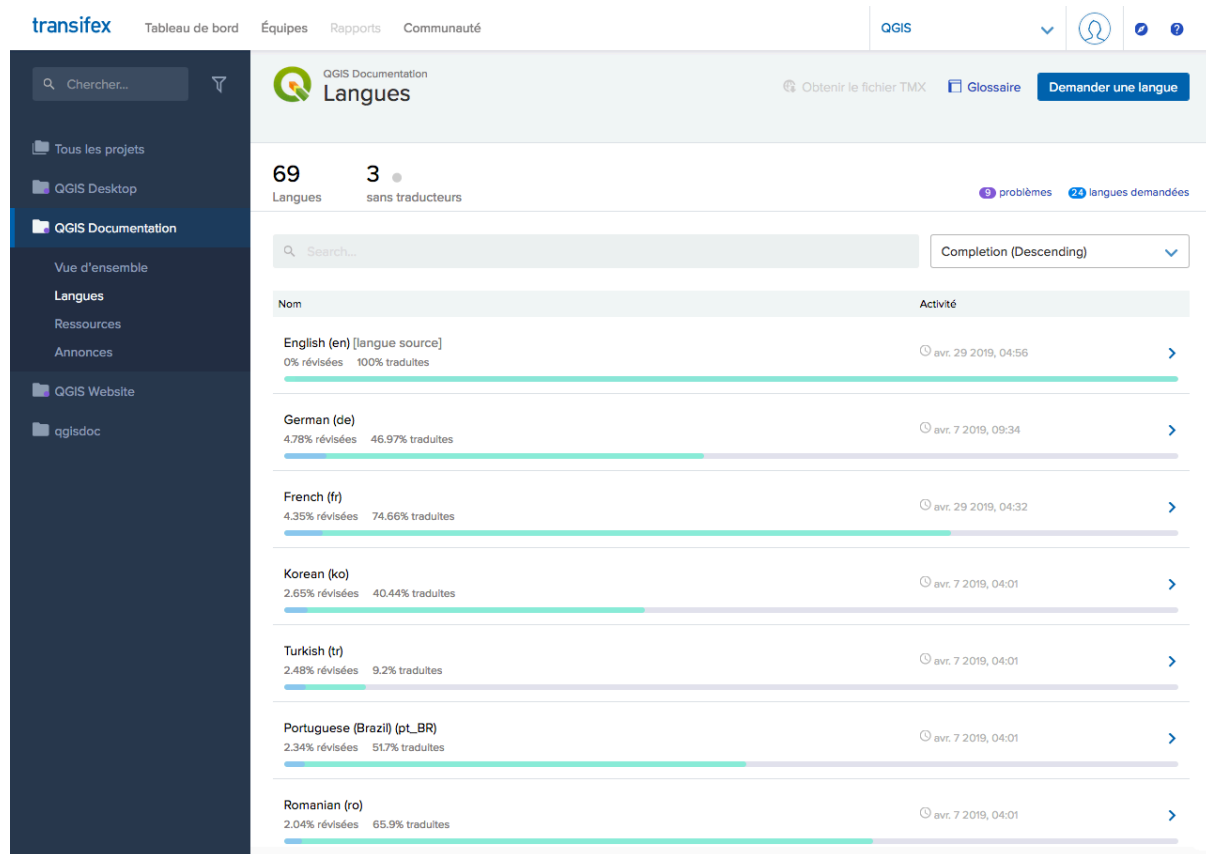 transifex Tableau de bord Équipes Rapports Communauté QGIS
Chercher...
QGIS Documentation
Langues
Obtenir le fichier TMX Glossaire Demander une langue
Tous les projets
QGIS Desktop
QGIS Documentation
Vue d'ensemble
Langues
Ressources
Annonces
QGIS Website
qgisdoc
69 3
Langues sans traducteurs
9 problèmes 24 langues demandées
Search... Completion (Descending)
Nom Activité
English (en) [langue source]
0% révisées 100% traduites
avr. 29 2019, 04:56
German (de)
4.78% révisées 46.97% traduites
avr. 7 2019, 09:34
French (fr)
4.35% révisées 74.66% traduites
avr. 29 2019, 04:32
Korean (ko)
2.65% révisées 40.44% traduites
avr. 7 2019, 04:01
Turkish (tr)
2.48% révisées 9.2% traduites
avr. 7 2019, 04:01
Portuguese (Brazil) (pt_BR)
2.34% révisées 51.7% traduites
avr. 7 2019, 04:01
Romanian (ro)
2.04% révisées 65.9% traduites
avr. 7 2019, 04:01